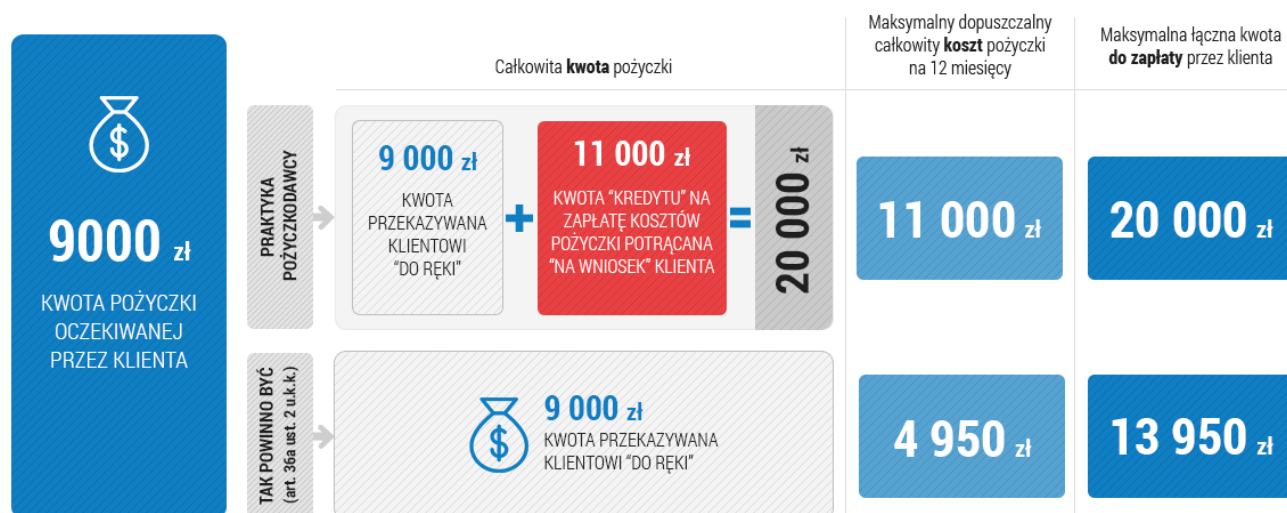 $
9000 zł
KWOTA POŻYCZKI
OCZEKIWANEJ
PRZEZ KLIENTA
Całkowita kwota pożyczki
Maksymalny dopuszczalny
całkowity koszt pożyczki
na 12 miesięcy
Maksymalna łączna kwota
do zapłaty przez klienta
PRAKTYKA
POŻYCZKODAWCY
9 000 zł
KWOTA
PRZEKAZYWANA
KLIENTOWI
“DO RĘKI”
+
11 000 zł
KWOTA “KREDYTU” NA
ZAPŁATĘ KOSZTÓW
POŻYCZKI POTRĄCANA
“NA WNIOSEK” KLIENTA
=
20 000 zł
11 000 zł
20 000 zł
TAK POWINNO BYĆ
(art. 36a ust. 2 u.k.k.)
$
9 000 zł
KWOTA PRZEKAZYWANA
KLIENTOWI “DO RĘKI”
4 950 zł
13 950 zł